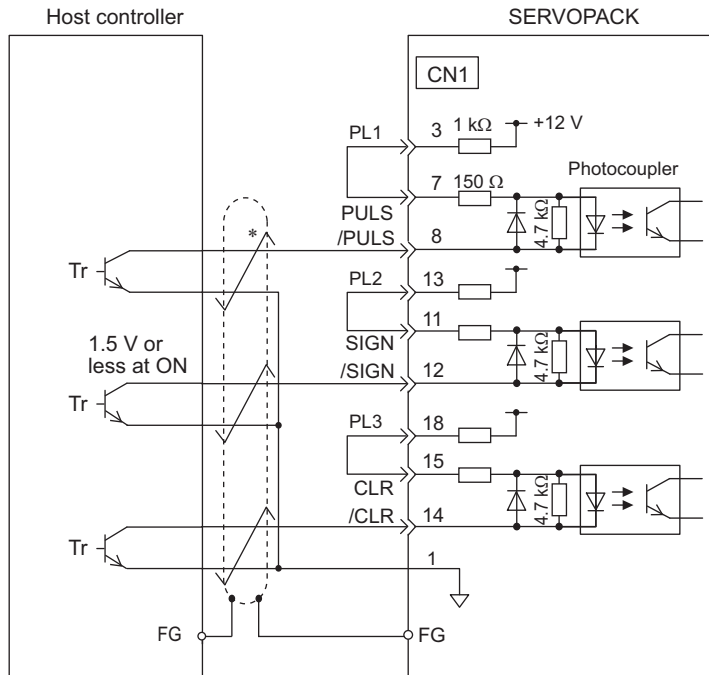 Host controller
SERVOPACK
CN1
PL1
3
1 kΩ
+12 V
Photocoupler
7
150 Ω
PULS
*
/PULS
8
4.7 kΩ
Tr
PL2
13
11
SIGN
1.5 V or
less at ON
/SIGN
12
4.7 kΩ
Tr
PL3
18
15
CLR
/CLR
14
4.7 kΩ
Tr
1
FG
FG